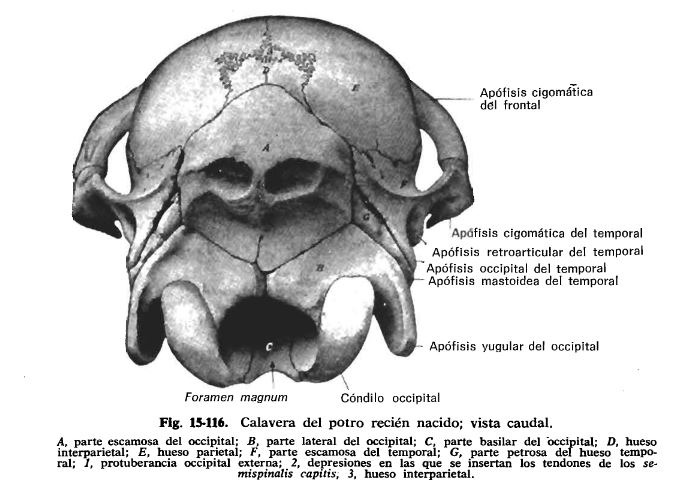 D
E
A
F
G
B
C
Apófisis cigomática
del frontal
Apófisis cigomática del temporal
Apófisis retroarticular del temporal
Apófisis occipital del temporal
Apófisis mastoidea del temporal
Apófisis yugular del occipital
Foramen magnum
Cóndilo occipital
Fig. 15-116. Calavera del potro recién nacido; vista caudal.
A, parte escamosa del occipital; B, parte lateral del occipital; C, parte basilar del occipital; D, hueso
interparietal; E, hueso parietal; F, parte escamosa del temporal; G, parte petrosa del hueso tempo-
ral; 1, protuberancia occipital externa; 2, depresiones en las que se insertan los tendones de los se-
mispinalis capitis, 3, hueso interparietal.